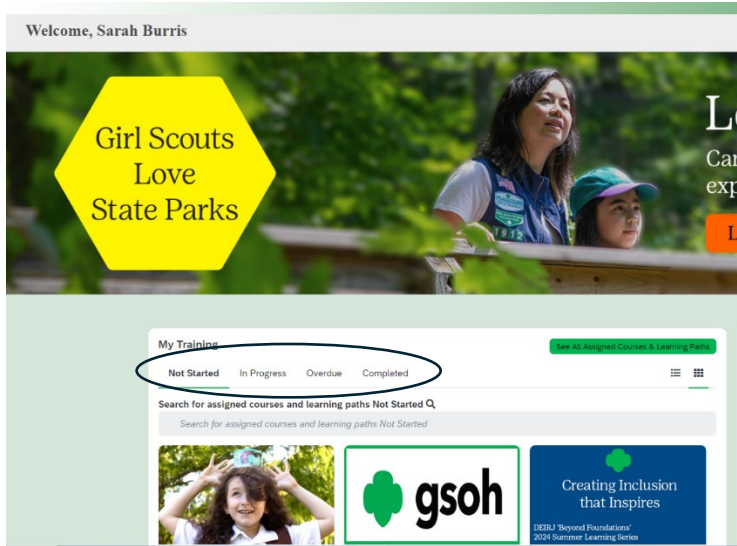 Welcome, Sarah Burris
Girl Scouts
Love
State Parks
1912
My Training
See All Assigned Courses & Learning Paths
Not Started In Progress Overdue Completed
Search for assigned courses and learning paths Not Started
Search for assigned courses and learning paths Not Started
gsoh
Creating Inclusion
that Inspires
DEIRJ 'Beyond Foundations'
2024 Summer Learning Series